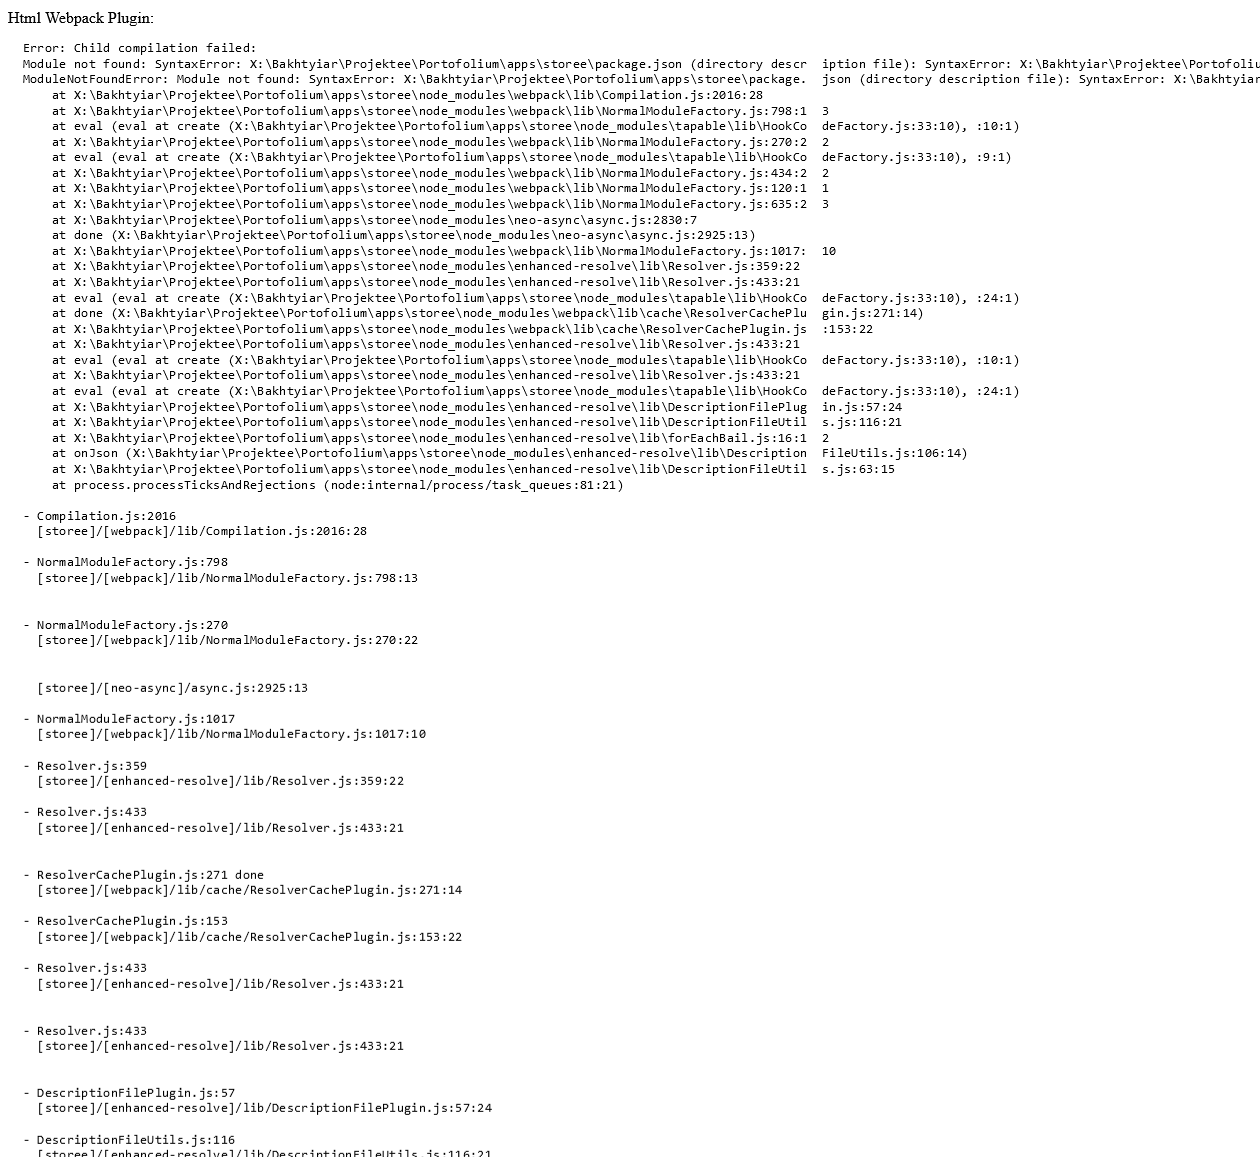 Html Webpack Plugin:
Error: Child compilation failed:
Module not found: SyntaxError: X:\Bakhtyiar\Projektee\Portofolium\apps\storee\package.json (directory descr iption file): SyntaxError: X:\Bakhtyiar\Projektee\Portofoliu
ModuleNotFoundError: Module not found: SyntaxError: X:\Bakhtyiar\Projektee\Portofolium\apps\storee\package. json (directory description file): SyntaxError: X:\Bakhtyiar
at X:\Bakhtyiar\Projektee\Portofolium\apps\storee\node_modules\webpack\lib\Compilation.js:2016:28
at X:\Bakhtyiar\Projektee\Portofolium\apps\storee\node_modules\webpack\lib\NormalModuleFactory.js:798:1 3
at eval (eval at create (X:\Bakhtyiar\Projektee\Portofolium\apps\storee\node_modules\tapable\lib\HookCo deFactory.js:33:10), :10:1)
at X:\Bakhtyiar\Projektee\Portofolium\apps\storee\node_modules\webpack\lib\NormalModuleFactory.js:270:2 2
at eval (eval at create (X:\Bakhtyiar\Projektee\Portofolium\apps\storee\node_modules\tapable\lib\HookCo deFactory.js:33:10), :9:1)
at X:\Bakhtyiar\Projektee\Portofolium\apps\storee\node_modules\webpack\lib\NormalModuleFactory.js:434:2 2
at X:\Bakhtyiar\Projektee\Portofolium\apps\storee\node_modules\webpack\lib\NormalModuleFactory.js:120:1 1
at X:\Bakhtyiar\Projektee\Portofolium\apps\storee\node_modules\webpack\lib\NormalModuleFactory.js:635:2 3
at X:\Bakhtyiar\Projektee\Portofolium\apps\storee\node_modules\neo-async\async.js:2830:7
at done (X:\Bakhtyiar\Projektee\Portofolium\apps\storee\node_modules\neo-async\async.js:2925:13)
at X:\Bakhtyiar\Projektee\Portofolium\apps\storee\node_modules\webpack\lib\NormalModuleFactory.js:1017: 10
at X:\Bakhtyiar\Projektee\Portofolium\apps\storee\node_modules\enhanced-resolve\lib\Resolver.js:359:22
at X:\Bakhtyiar\Projektee\Portofolium\apps\storee\node_modules\enhanced-resolve\lib\Resolver.js:433:21
at eval (eval at create (X:\Bakhtyiar\Projektee\Portofolium\apps\storee\node_modules\tapable\lib\HookCo deFactory.js:33:10), :24:1)
at done (X:\Bakhtyiar\Projektee\Portofolium\apps\storee\node_modules\webpack\lib\cache\ResolverCachePlu gin.js:271:14)
at X:\Bakhtyiar\Projektee\Portofolium\apps\storee\node_modules\webpack\lib\cache\ResolverCachePlugin.js :153:22
at X:\Bakhtyiar\Projektee\Portofolium\apps\storee\node_modules\enhanced-resolve\lib\Resolver.js:433:21
at eval (eval at create (X:\Bakhtyiar\Projektee\Portofolium\apps\storee\node_modules\tapable\lib\HookCo deFactory.js:33:10), :10:1)
at X:\Bakhtyiar\Projektee\Portofolium\apps\storee\node_modules\enhanced-resolve\lib\Resolver.js:433:21
at eval (eval at create (X:\Bakhtyiar\Projektee\Portofolium\apps\storee\node_modules\tapable\lib\HookCo deFactory.js:33:10), :24:1)
at X:\Bakhtyiar\Projektee\Portofolium\apps\storee\node_modules\enhanced-resolve\lib\DescriptionFilePlug in.js:57:24
at X:\Bakhtyiar\Projektee\Portofolium\apps\storee\node_modules\enhanced-resolve\lib\DescriptionFileUtil s.js:116:21
at X:\Bakhtyiar\Projektee\Portofolium\apps\storee\node_modules\enhanced-resolve\lib\forEachBail.js:16:1 2
at onJson (X:\Bakhtyiar\Projektee\Portofolium\apps\storee\node_modules\enhanced-resolve\lib\Description FileUtils.js:106:14)
at X:\Bakhtyiar\Projektee\Portofolium\apps\storee\node_modules\enhanced-resolve\lib\DescriptionFileUtil s.js:63:15
at process.processTicksAndRejections (node:internal/process/task_queues:81:21)
- Compilation.js:2016
[storee]/[webpack]/lib/Compilation.js:2016:28
- NormalModuleFactory.js:798
[storee]/[webpack]/lib/NormalModuleFactory.js:798:13
- NormalModuleFactory.js:270
[storee]/[webpack]/lib/NormalModuleFactory.js:270:22
[storee]/[neo-async]/async.js:2925:13
- NormalModuleFactory.js:1017
[storee]/[webpack]/lib/NormalModuleFactory.js:1017:10
- Resolver.js:359
[storee]/[enhanced-resolve]/lib/Resolver.js:359:22
- Resolver.js:433
[storee]/[enhanced-resolve]/lib/Resolver.js:433:21
- ResolverCachePlugin.js:271 done
[storee]/[webpack]/lib/cache/ResolverCachePlugin.js:271:14
- ResolverCachePlugin.js:153
[storee]/[webpack]/lib/cache/ResolverCachePlugin.js:153:22
- Resolver.js:433
[storee]/[enhanced-resolve]/lib/Resolver.js:433:21
- Resolver.js:433
[storee]/[enhanced-resolve]/lib/Resolver.js:433:21
- DescriptionFilePlugin.js:57
[storee]/[enhanced-resolve]/lib/DescriptionFilePlugin.js:57:24
- DescriptionFileUtils.js:116
[storee]/[enhanced-resolve]/lib/DescriptionFileUtils.js:116:21